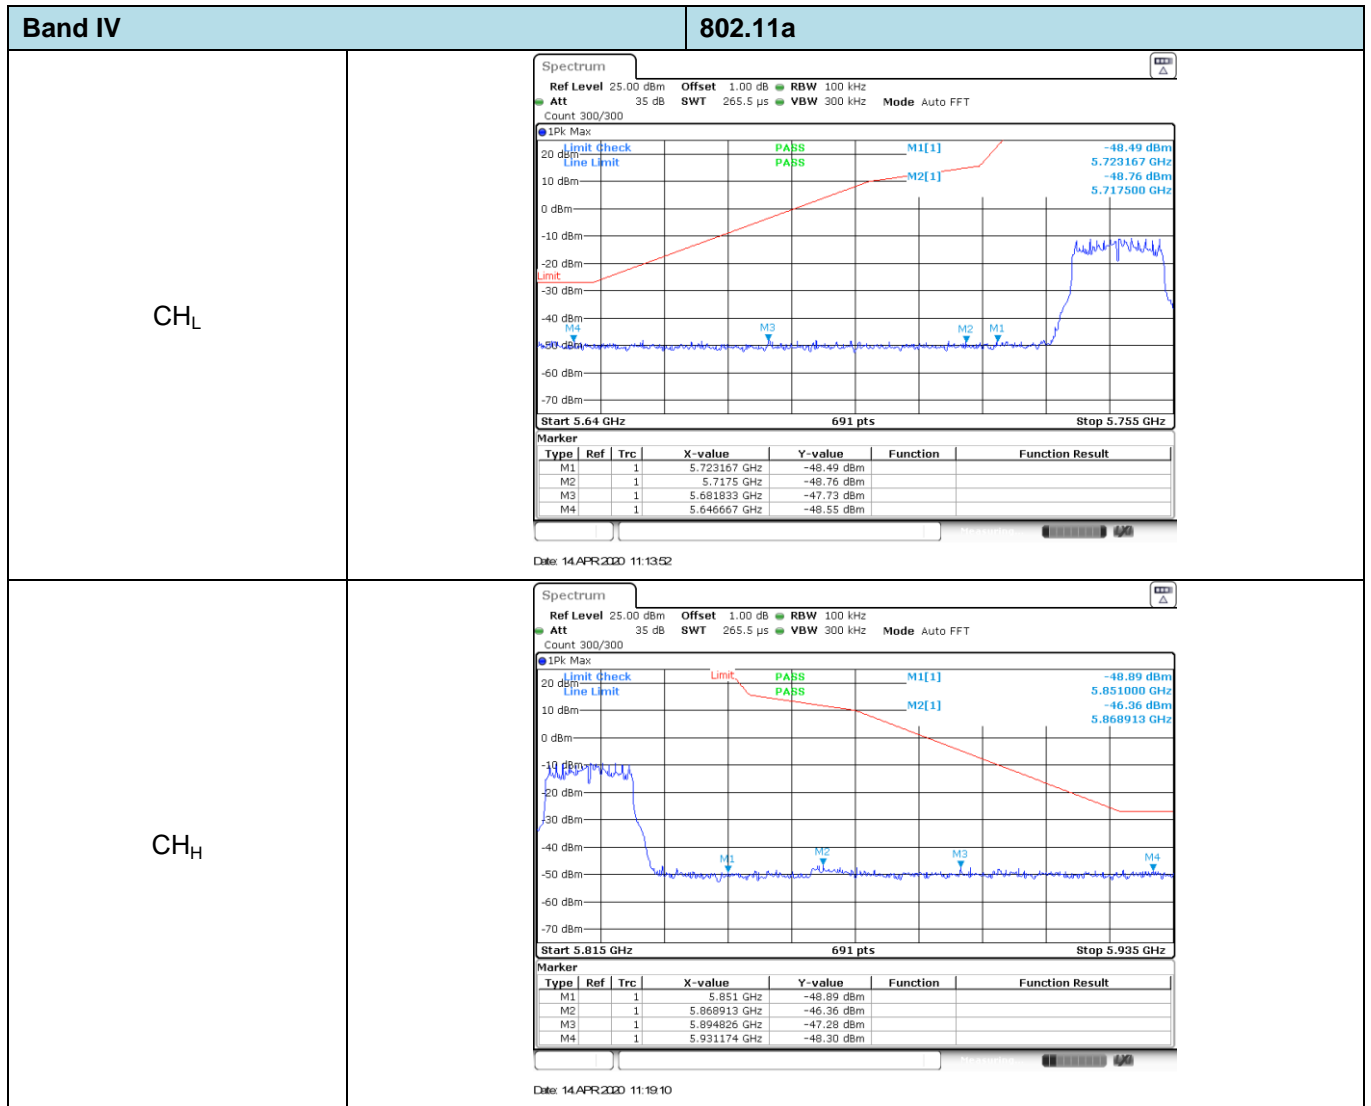 Band IV 802.11a
CHL
Spectrum
Ref Level 25.00 dBm Offset 1.00 dB RBW 100 kHz
Att 35 dB SWT 265.5 µs VBW 300 kHz Mode Auto FFT
Count 300/300
1Pk Max
Limit Check PASS M1[1] -48.49 dBm
20 dBm
Line Limit PASS 5.723167 GHz
M2[1] -48.76 dBm
10 dBm
5.717500 GHz
0 dBm
-10 dBm
-20 dBm
Limit
-30 dBm
-40 dBm
M4 M3 M2 M1
-50 dBm
-60 dBm
-70 dBm
Start 5.64 GHz 691 pts Stop 5.755 GHz
Marker
Type Ref Trc X-value Y-value Function Function Result
M1 1 5.723167 GHz -48.49 dBm
M2 1 5.7175 GHz -48.76 dBm
M3 1 5.681833 GHz -47.73 dBm
M4 1 5.646667 GHz -48.55 dBm
Measuring
Date: 14.APR.2020 11:13:52
CHH
Spectrum
Ref Level 25.00 dBm Offset 1.00 dB RBW 100 kHz
Att 35 dB SWT 265.5 µs VBW 300 kHz Mode Auto FFT
Count 300/300
1Pk Max
Limit Check Limit PASS M1[1] -48.89 dBm
20 dBm
Line Limit PASS 5.851000 GHz
M2[1] -46.36 dBm
10 dBm
5.868913 GHz
0 dBm
-10 dBm
-20 dBm
-30 dBm
-40 dBm
M1 M2 M3 M4
-50 dBm
-60 dBm
-70 dBm
Start 5.815 GHz 691 pts Stop 5.935 GHz
Marker
Type Ref Trc X-value Y-value Function Function Result
M1 1 5.851 GHz -48.89 dBm
M2 1 5.868913 GHz -46.36 dBm
M3 1 5.894826 GHz -47.28 dBm
M4 1 5.931174 GHz -48.30 dBm
Measuring
Date: 14.APR.2020 11:19:10